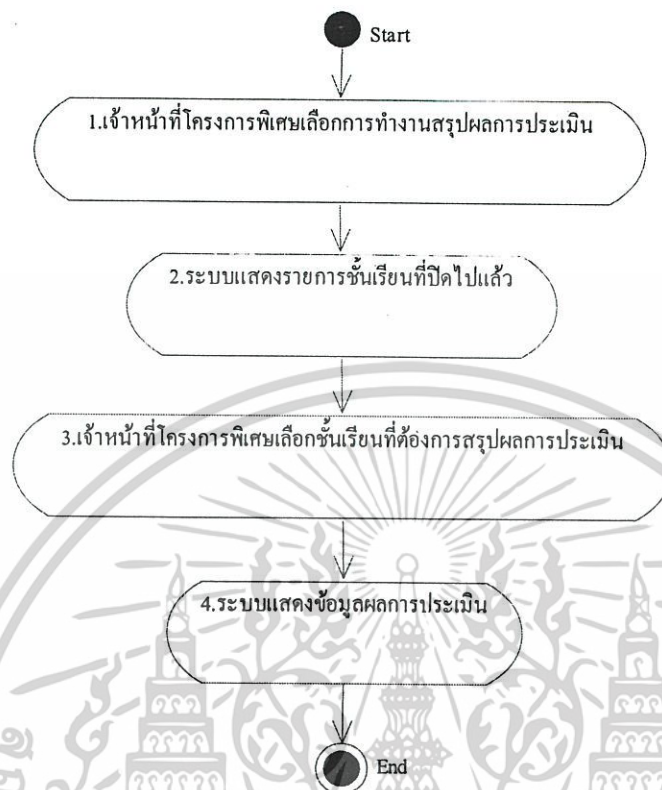 Start
1.เจ้าหน้าที่โครงการพิเศษเลือกการทำงานสรุปผลการประเมิน
2.ระบบแสดงรายการชั้นเรียนที่ปิดไปแล้ว
3.เจ้าหน้าที่โครงการพิเศษเลือกชั้นเรียนที่ต้องการสรุปผลการประเมิน
4.ระบบแสดงข้อมูลผลการประเมิน
End